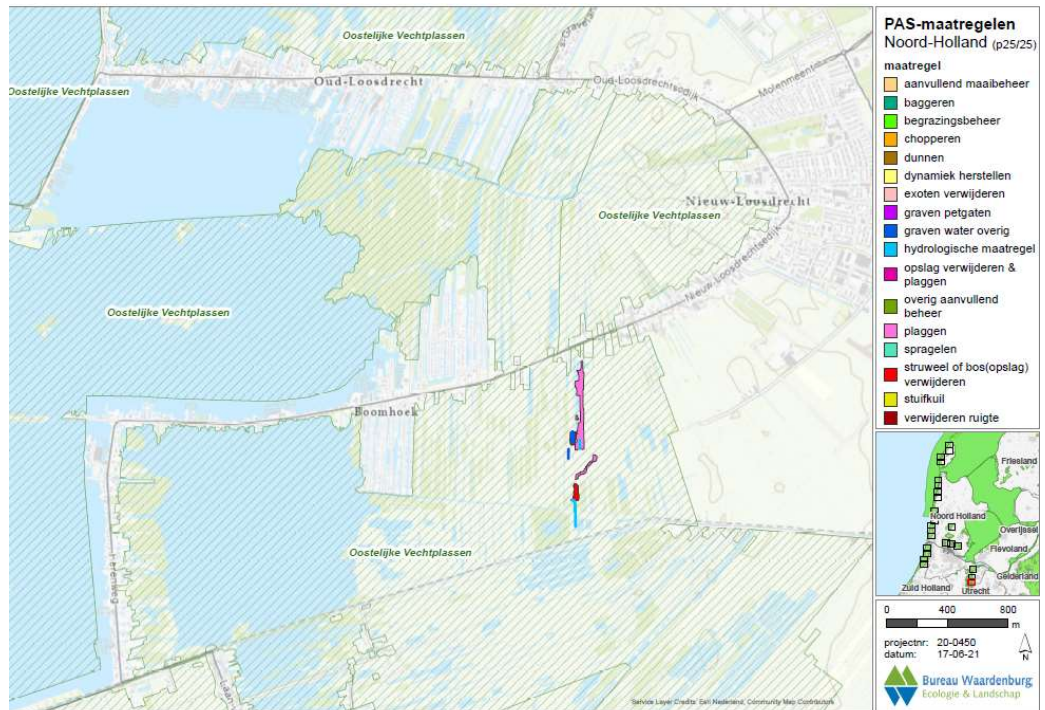 Oostelijke Vechtplassen
Oostelijke Vechtplassen
Oud-Loosdrecht
Oud-Loosdrechtsedijk
Oostelijke Vechtplassen
Nieuw-Loosdrecht
Oostelijke Vechtplassen
Nieuw-Loosdrechtsedijk
Oostelijke Vechtplassen
Boomhoek
Herenweg
Oostelijke Vechtplassen
Service Layer Credits: Esri Nederland, Community Map Contributors
PAS-maatregelen
Noord-Holland (p25/25)
maatregel
aanvullend maaibeheer
baggeren
begrazingsbeheer
chopperen
dunnen
dynamiek herstellen
exoten verwijderen
graven petgaten
graven water overig
hydrologische maatregel
opslag verwijderen &
plaggen
overig aanvullend
beheer
plaggen
spragelen
struweel of bos(opslag)
verwijderen
stuifkuil
verwijderen ruigte
Friesland
Noord Holland
Overijssel
Flevoland
Gelderland
Zuid Holland
Utrecht
0 400 800
m
projectnr: 20-0450
datum: 17-06-21
N
Bureau Waardenburg
Ecologie & Landschap